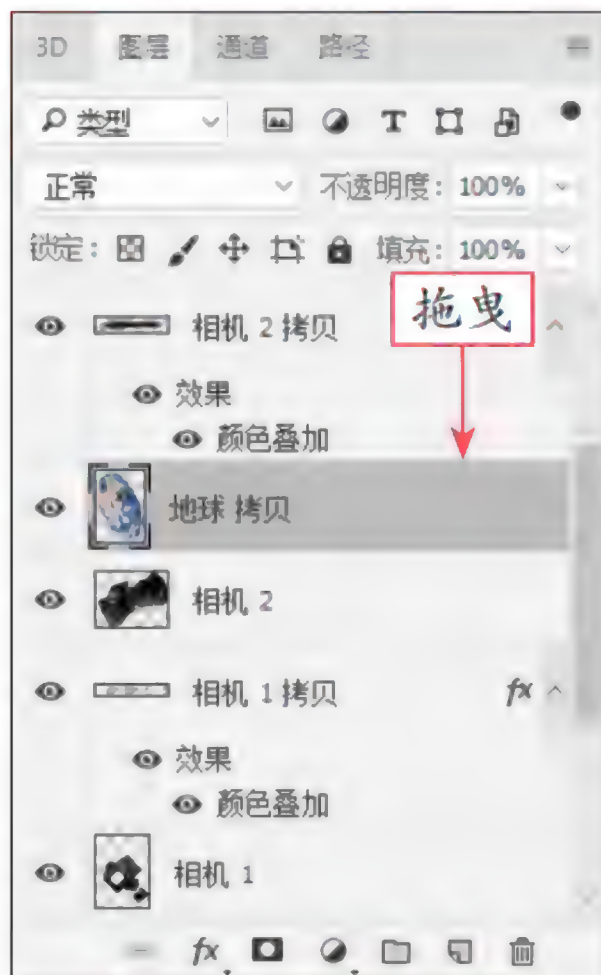 3D 图层 通道 路径
类型 T
正常 不透明度: 100%
锁定: 填充: 100%
拖曳
相机 2 拷贝
效果
颜色叠加
地球 拷贝
相机 2
相机 1 拷贝 fx
效果
颜色叠加
相机 1
fx